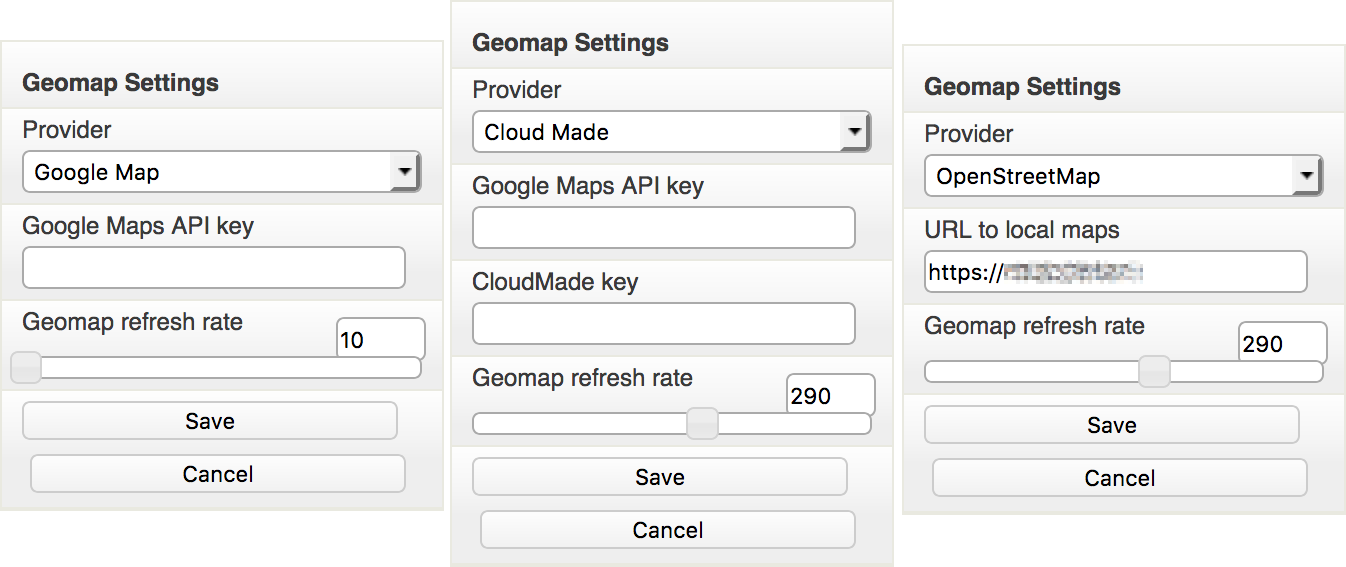 Geomap Settings
Provider
Google Map
Google Maps API key
Geomap refresh rate
10
Save
Cancel
Geomap Settings
Provider
Cloud Made
Google Maps API key
CloudMade key
Geomap refresh rate
290
Save
Cancel
Geomap Settings
Provider
OpenStreetMap
URL to local maps
https://
Geomap refresh rate
290
Save
Cancel